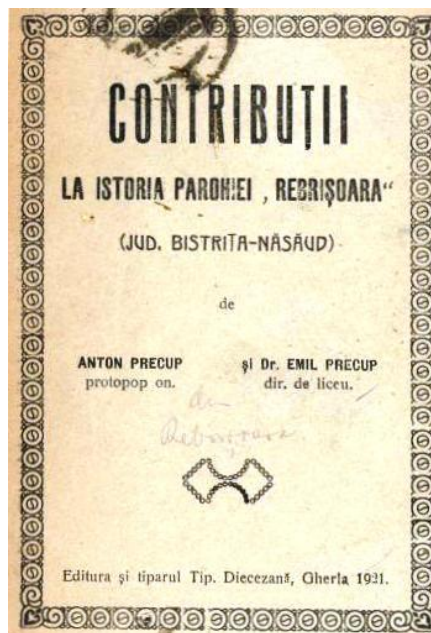 CONTRIBUȚII
LA ISTORIA PAROHIEI „REBRIȘOARA“
(JUD. BISTRIȚA-NĂSĂUD)
de
ANTON PRECUP și Dr. EMIL PRECUP
protopop on. dir. de liceu.
Editura și tiparul Tip. Diecezană, Gherla 1921.